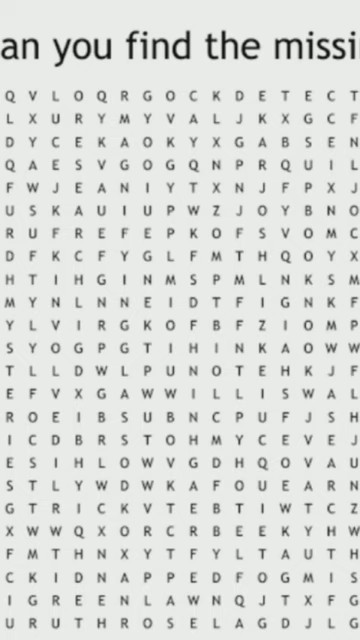 an you find the missi
Q V L O Q R G O C K D E T E C T
L X U R Y M Y V A L J K X G C F
D Y C E K A O K Y X G A B S E N
Q A E S V G O G Q N P R Q U I L
F W J E A N I Y T X N J F P X J
U S K A U I U P W Z J O Y B N O
R U F R E F E P K O F S V O M C
D F K C F Y G L F M T H Q O Y X
H T I H G I N M S P M L N K S M
M Y N L N N E I D T F I G N K F
Y L V I R G K O F B F Z I O M P
S Y O G P G T I H I N K A O W W
T L L D W L P U N O T E H K J F
E F V X G A W W I L L I S W A L
R O E I B S U B N C P U F J S H
I C D B R S T O H M Y C E V E J
E S I H L O W V G D H Q O V A U
S T L Y W D W K A F O U E A R N
G T R I C K V T E B T I W T C Z
X W W Q X O R C R B E E K Y H W
F M T H N X Y T F Y L T A U T H
C K I D N A P P E D F O G M I S
I G R E E N L A W N Q J T X F G
U R U T H R O S E L A G D J L G